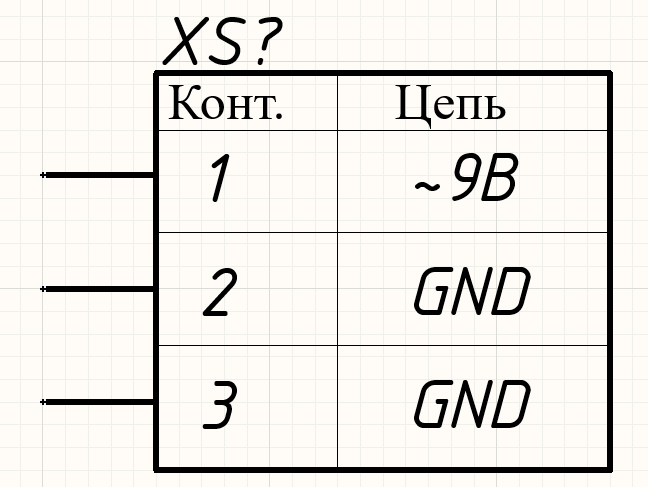 XS?
Конт. Цепь
1 ~9В
2 GND
3 GND